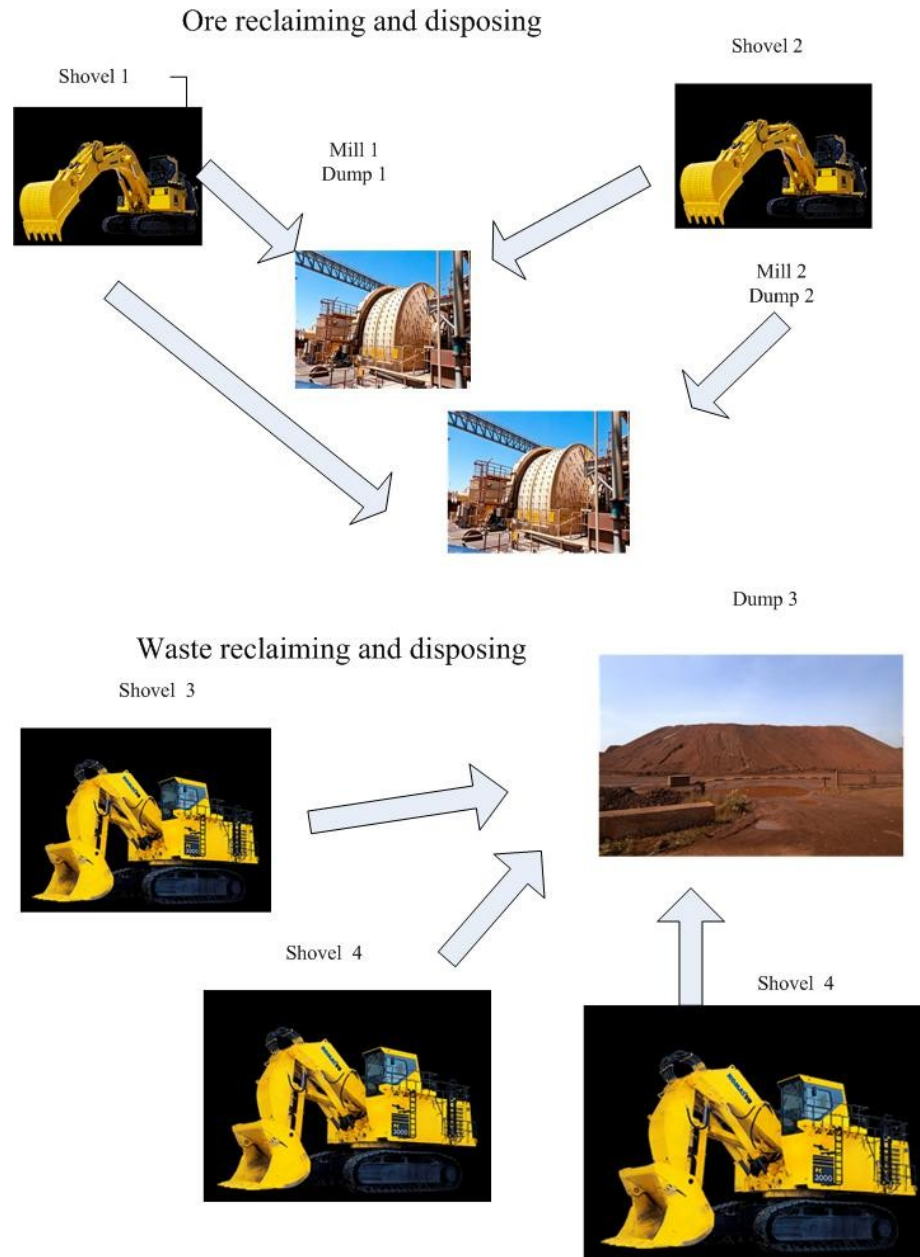 Ore reclaiming and disposing
Shovel 2
Shovel 1
Mill 1
Dump 1
Mill 2
Dump 2
Dump 3
Waste reclaiming and disposing
Shovel 3
Shovel 4
Shovel 4